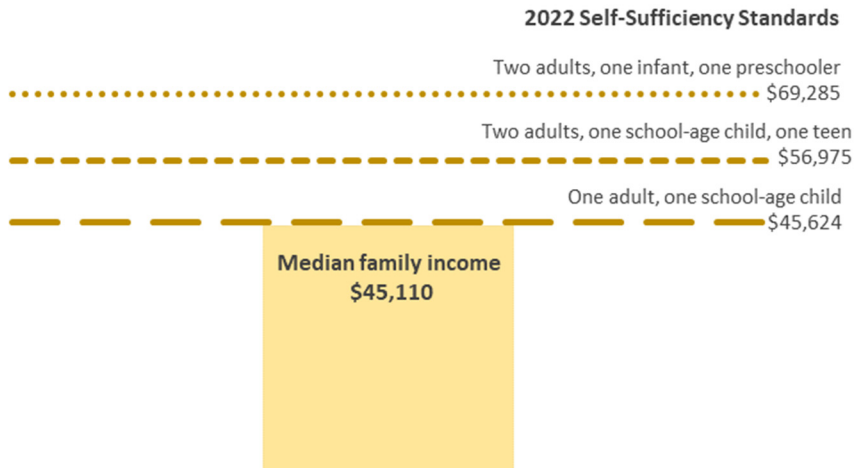 2022 Self-Sufficiency Standards
Two adults, one infant, one preschooler
$69,285
Two adults, one school-age child, one teen
$56,975
One adult, one school-age child
$45,624
Median family income
$45,110